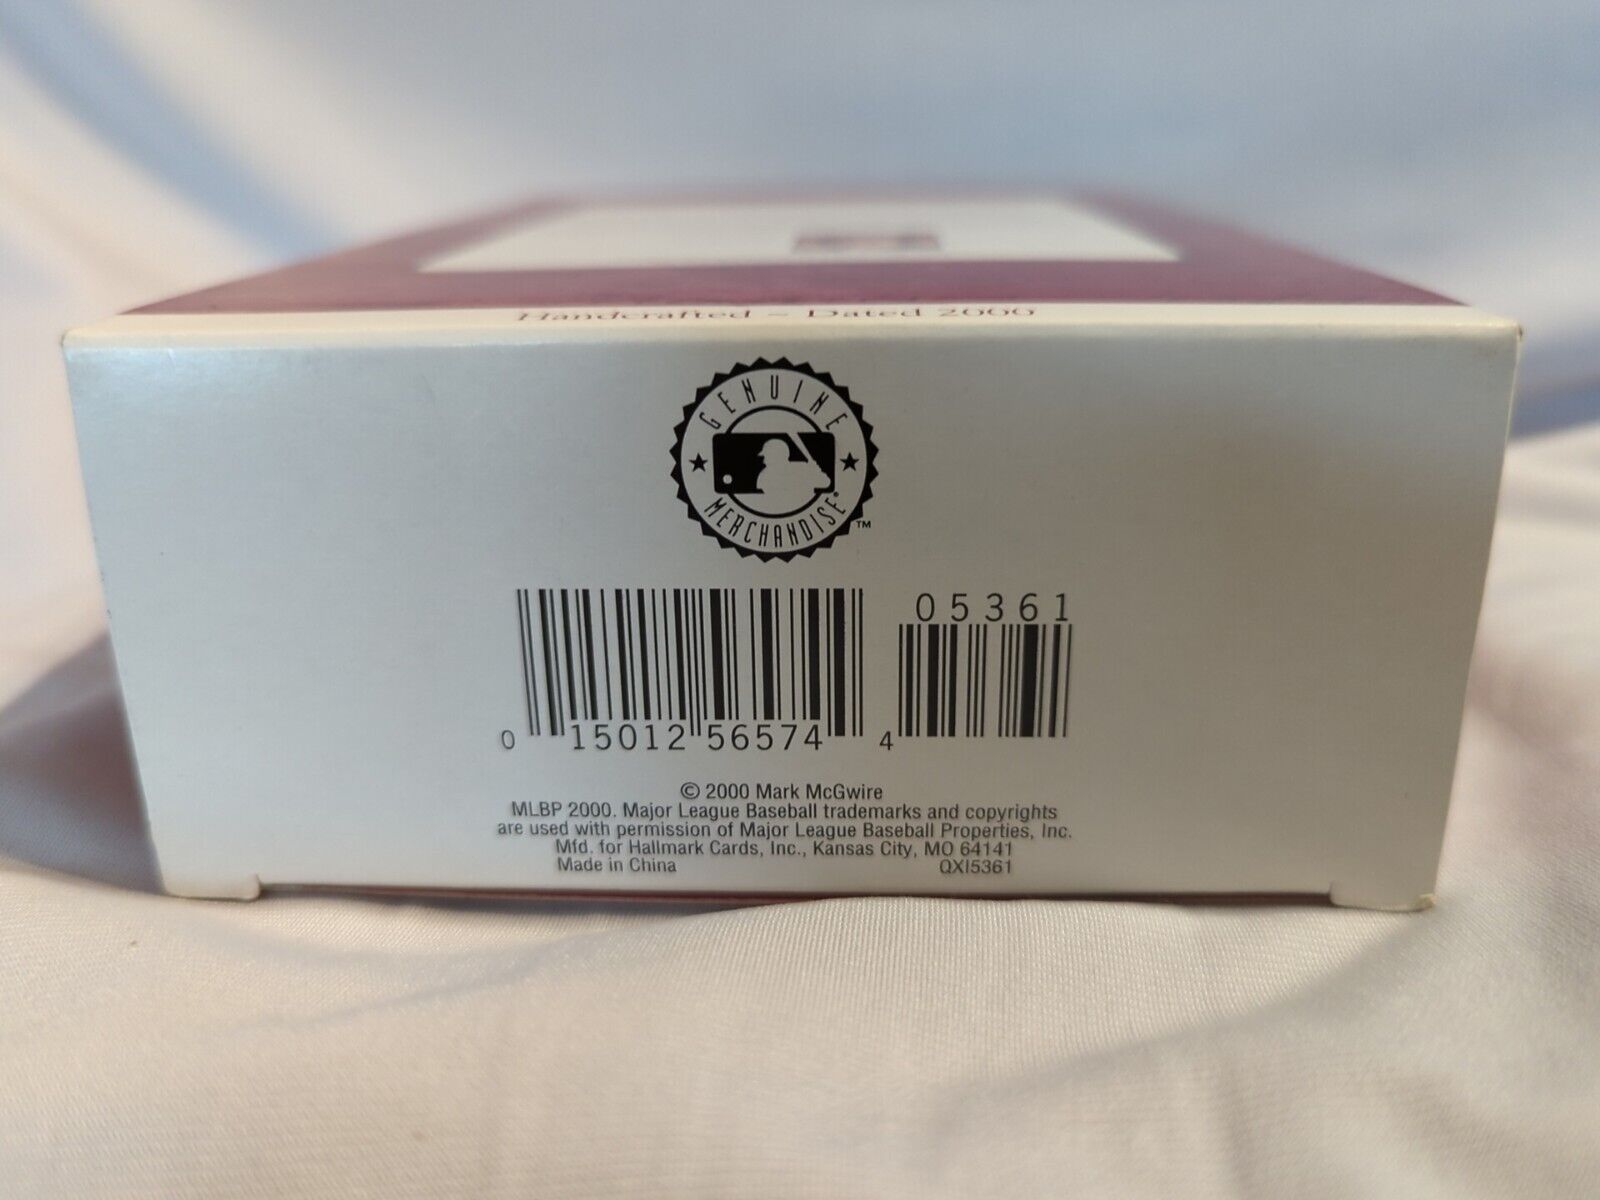 Handcrafted ~ Dated 2000
GENUINE
MERCHANDISE®
™
05361
0 15012 56574 4
© 2000 Mark McGwire
MLBP 2000. Major League Baseball trademarks and copyrights
are used with permission of Major League Baseball Properties, Inc.
Mfd. for Hallmark Cards, Inc., Kansas City, MO 64141
Made in China QXI5361